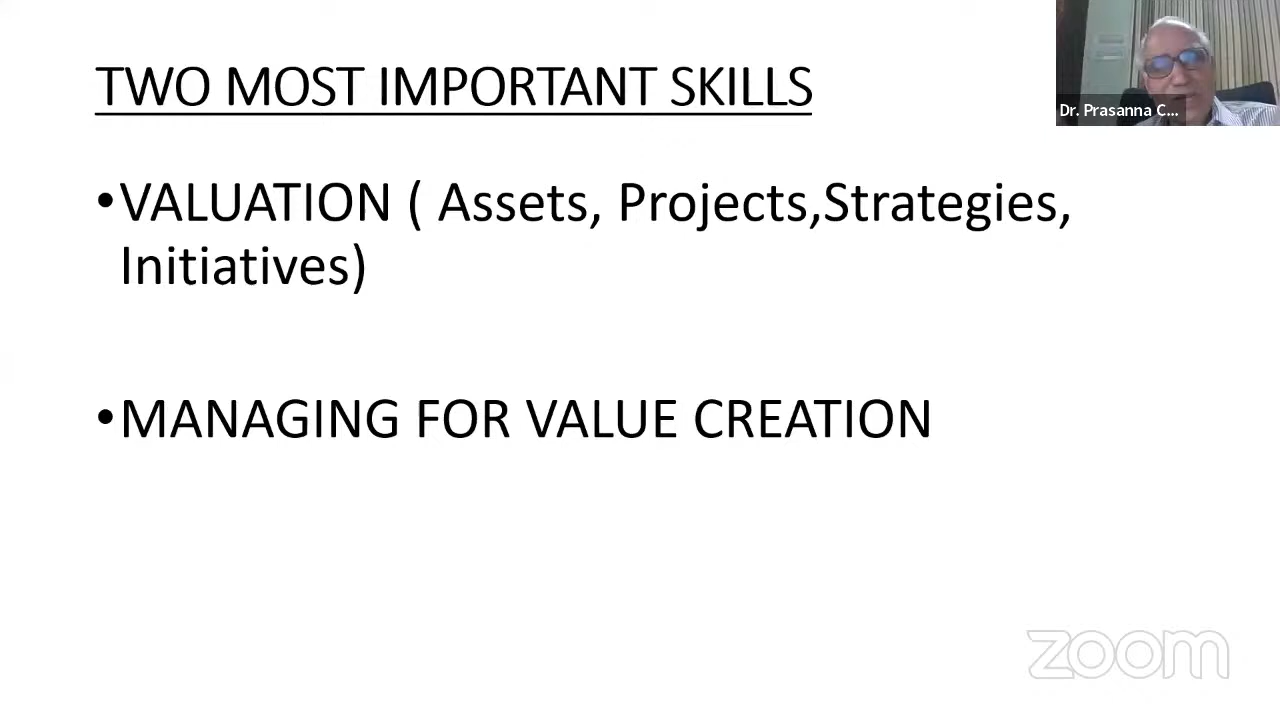 TWO MOST IMPORTANT SKILLS
Dr. Prasanna C...
•VALUATION ( Assets, Projects,Strategies,
Initiatives)
•MANAGING FOR VALUE CREATION
zoom